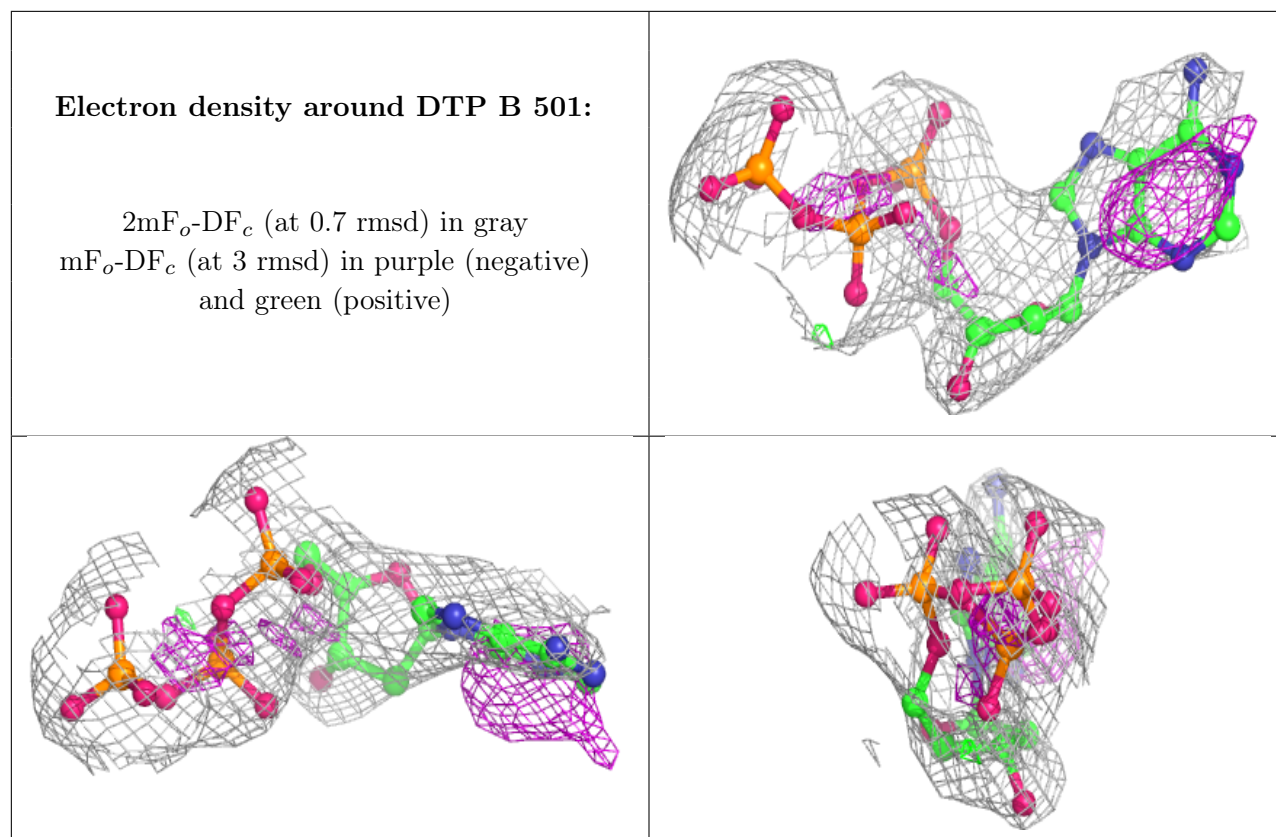 Electron density around DTP B 501:
2mFₒ-DF𝒸 (at 0.7 rmsd) in gray
mFₒ-DF𝒸 (at 3 rmsd) in purple (negative)
and green (positive)